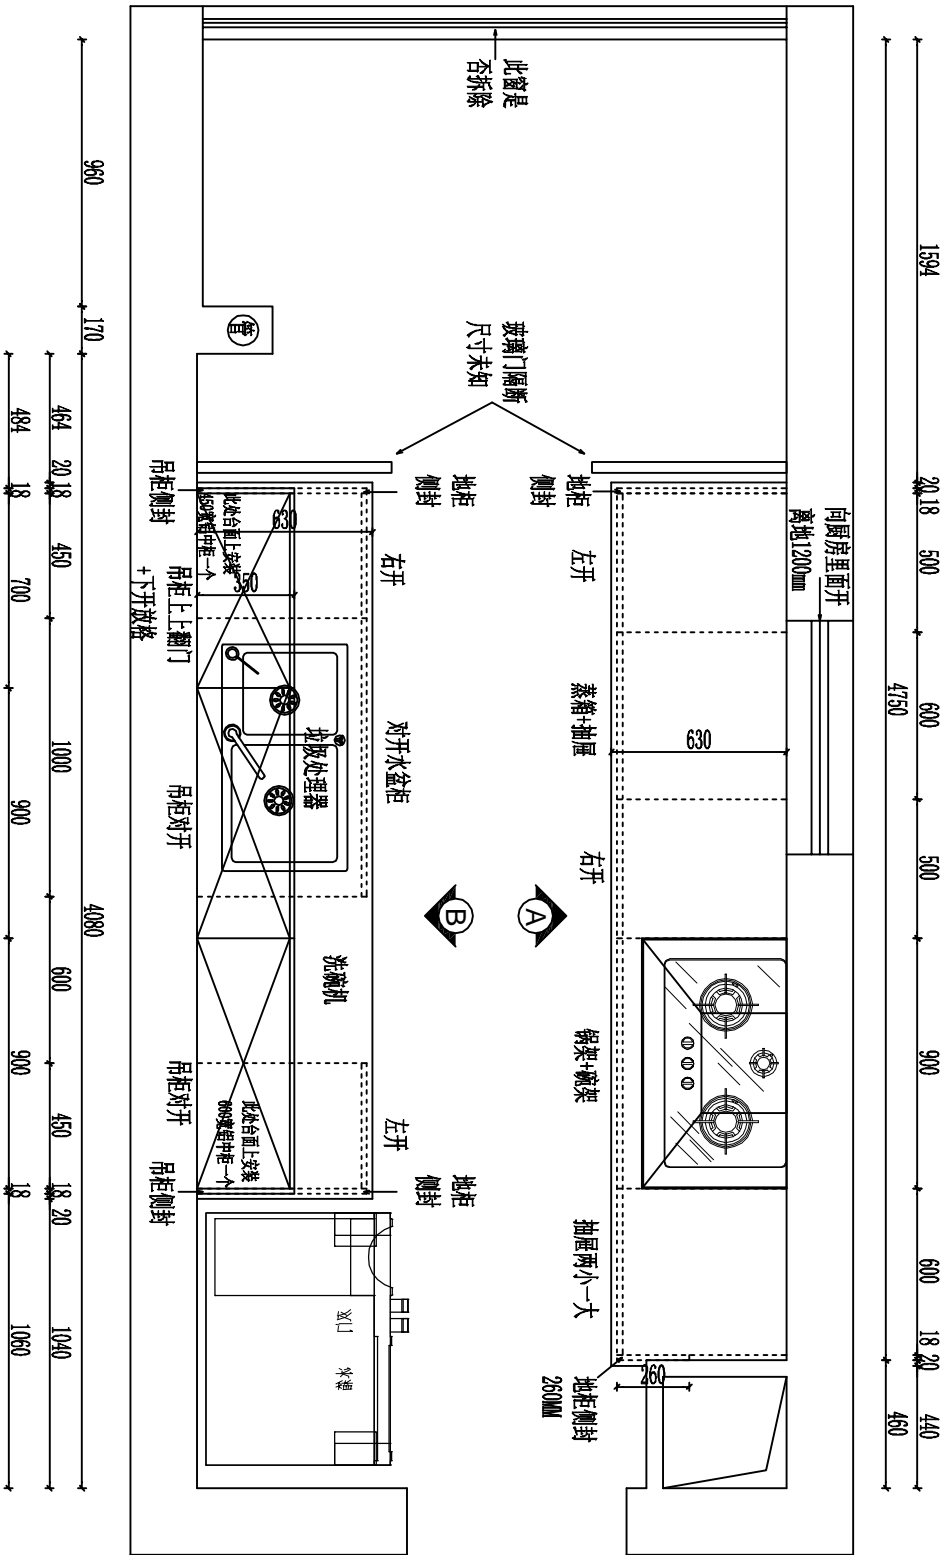 1594
20
18
500
600
500
900
600
18
20
440
4750
460
向厨房里面开
离地1200mm
此窗是
否拆除
玻璃门隔断
尺寸未知
地柜
侧封
左开
蒸箱+抽屉
右开
锅架+碗架
抽屉两小一大
地柜侧封
260MM
630
260
A
B
地柜
侧封
右开
对开水盆柜
洗碗机
左开
地柜
侧封
630
350
垃圾处理器
此处台面上安装
450宽铝中柜一个
此处台面上安装
600宽铝中柜一个
门双
管
吊柜侧封
吊柜上上翻门
+下开放格
吊柜对开
吊柜对开
吊柜侧封
960
170
4080
464
20
18
450
1000
600
450
18
20
1040
484
18
700
900
900
18
1060